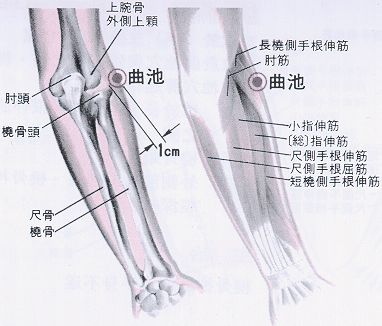 上腕骨
外側上顆
曲池
肘頭
橈骨頭
1cm
尺骨
橈骨
長橈側手根伸筋
肘筋
曲池
小指伸筋
〔総〕指伸筋
尺側手根伸筋
尺側手根屈筋
短橈側手根伸筋